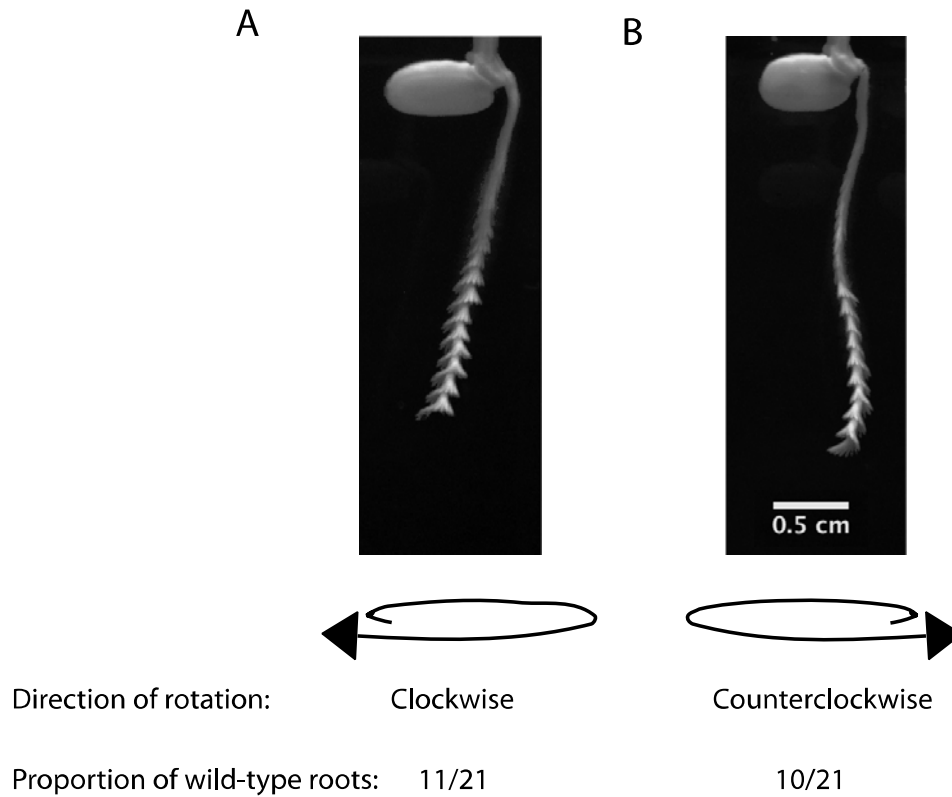 A B
0.5 cm
Direction of rotation: Clockwise Counterclockwise
Proportion of wild-type roots: 11/21 10/21